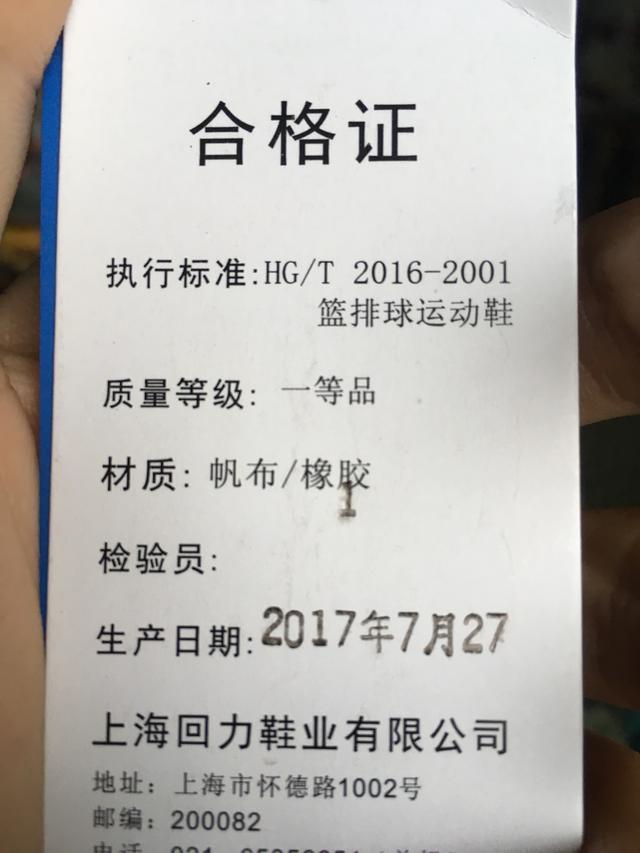 合格证
执行标准:HG/T 2016-2001
篮排球运动鞋
质量等级: 一等品
材质: 帆布/橡胶
1
检验员:
生产日期:2017年7月27
上海回力鞋业有限公司
地址: 上海市怀德路1002号
邮编: 200082